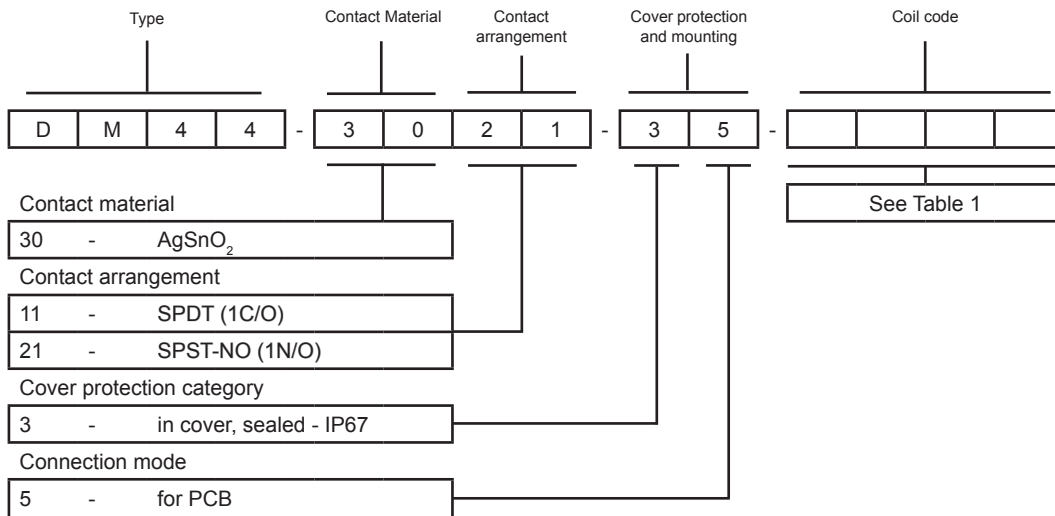 Type
Contact Material
Contact
arrangement
Cover protection
and mounting
Coil code
D M 4 4 - 3 0 2 1 - 3 5 -
See Table 1
Contact material
30 - AgSnO₂
Contact arrangement
11 - SPDT (1C/O)
21 - SPST-NO (1N/O)
Cover protection category
3 - in cover, sealed - IP67
Connection mode
5 - for PCB